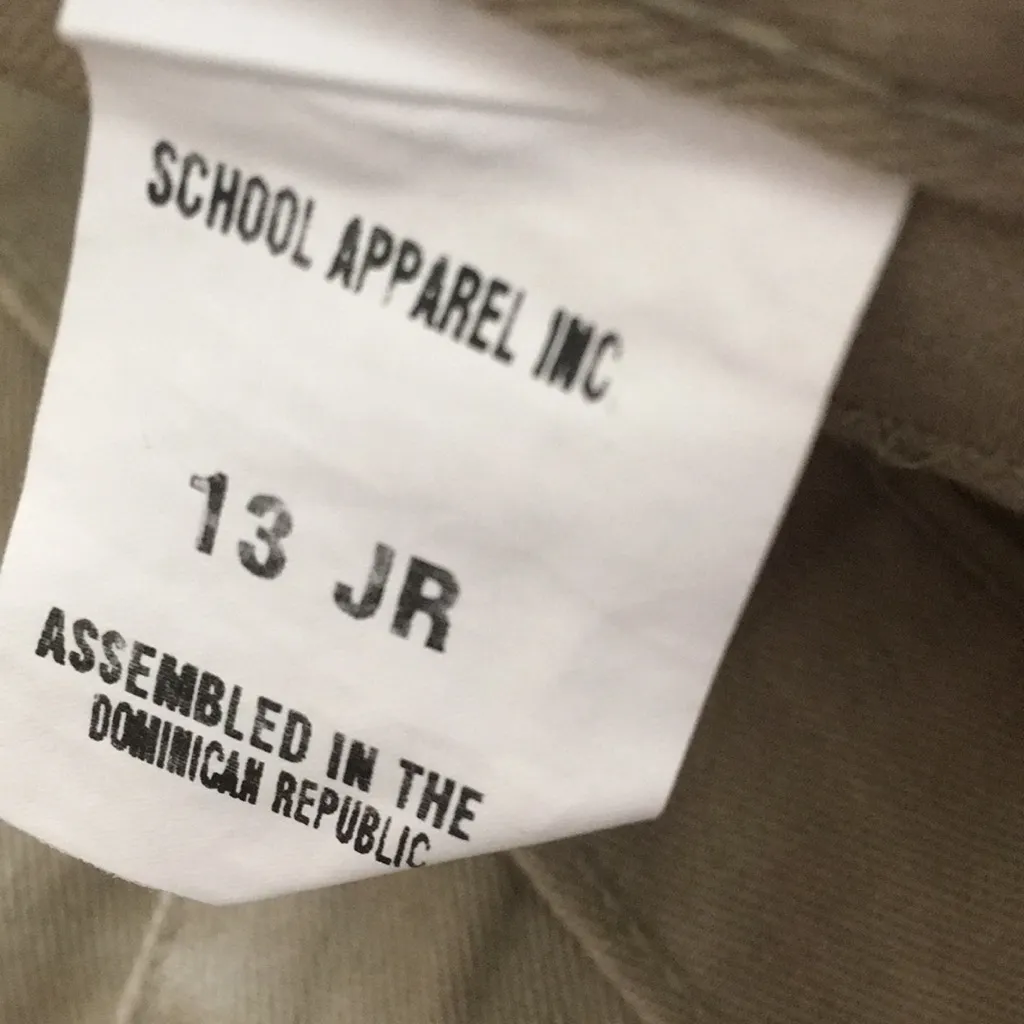 SCHOOL APPAREL INC
13 JR
ASSEMBLED IN THE
DOMINICAN REPUBLIC